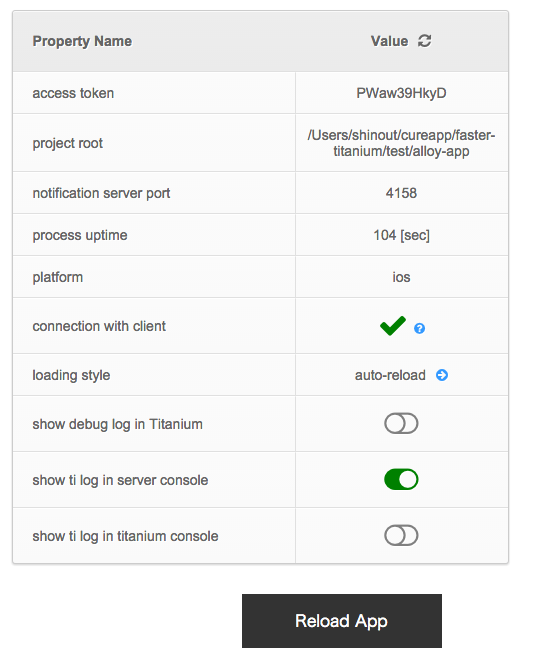 Property Name Value
access token PWaw39HkyD
project root /Users/shinout/cureapp/faster-
titanium/test/alloy-app
notification server port 4158
process uptime 104 [sec]
platform ios
connection with client ?
loading style auto-reload
show debug log in Titanium
show ti log in server console
show ti log in titanium console
Reload App